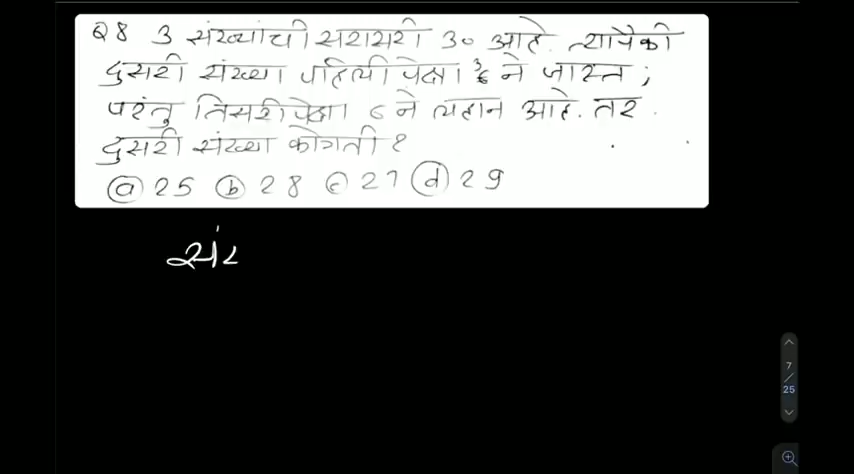 Q8 3 संख्यांची सरासरी 30 आहे. त्यापैकी
दुसरी संख्या पहिली पेक्षा 3 ने जास्त ;
परंतु तिसरीपेक्षा 6 ने लहान आहे. तर
दुसरी संख्या कोणती ?
(a) 25 (b) 28 (c) 27 (d) 29
सं
7
/
25